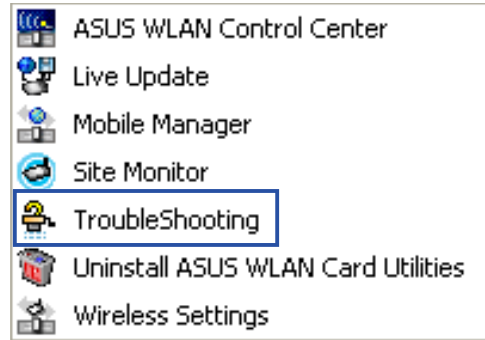 ASUS WLAN Control Center
Live Update
Mobile Manager
Site Monitor
TroubleShooting
Uninstall ASUS WLAN Card Utilities
Wireless Settings